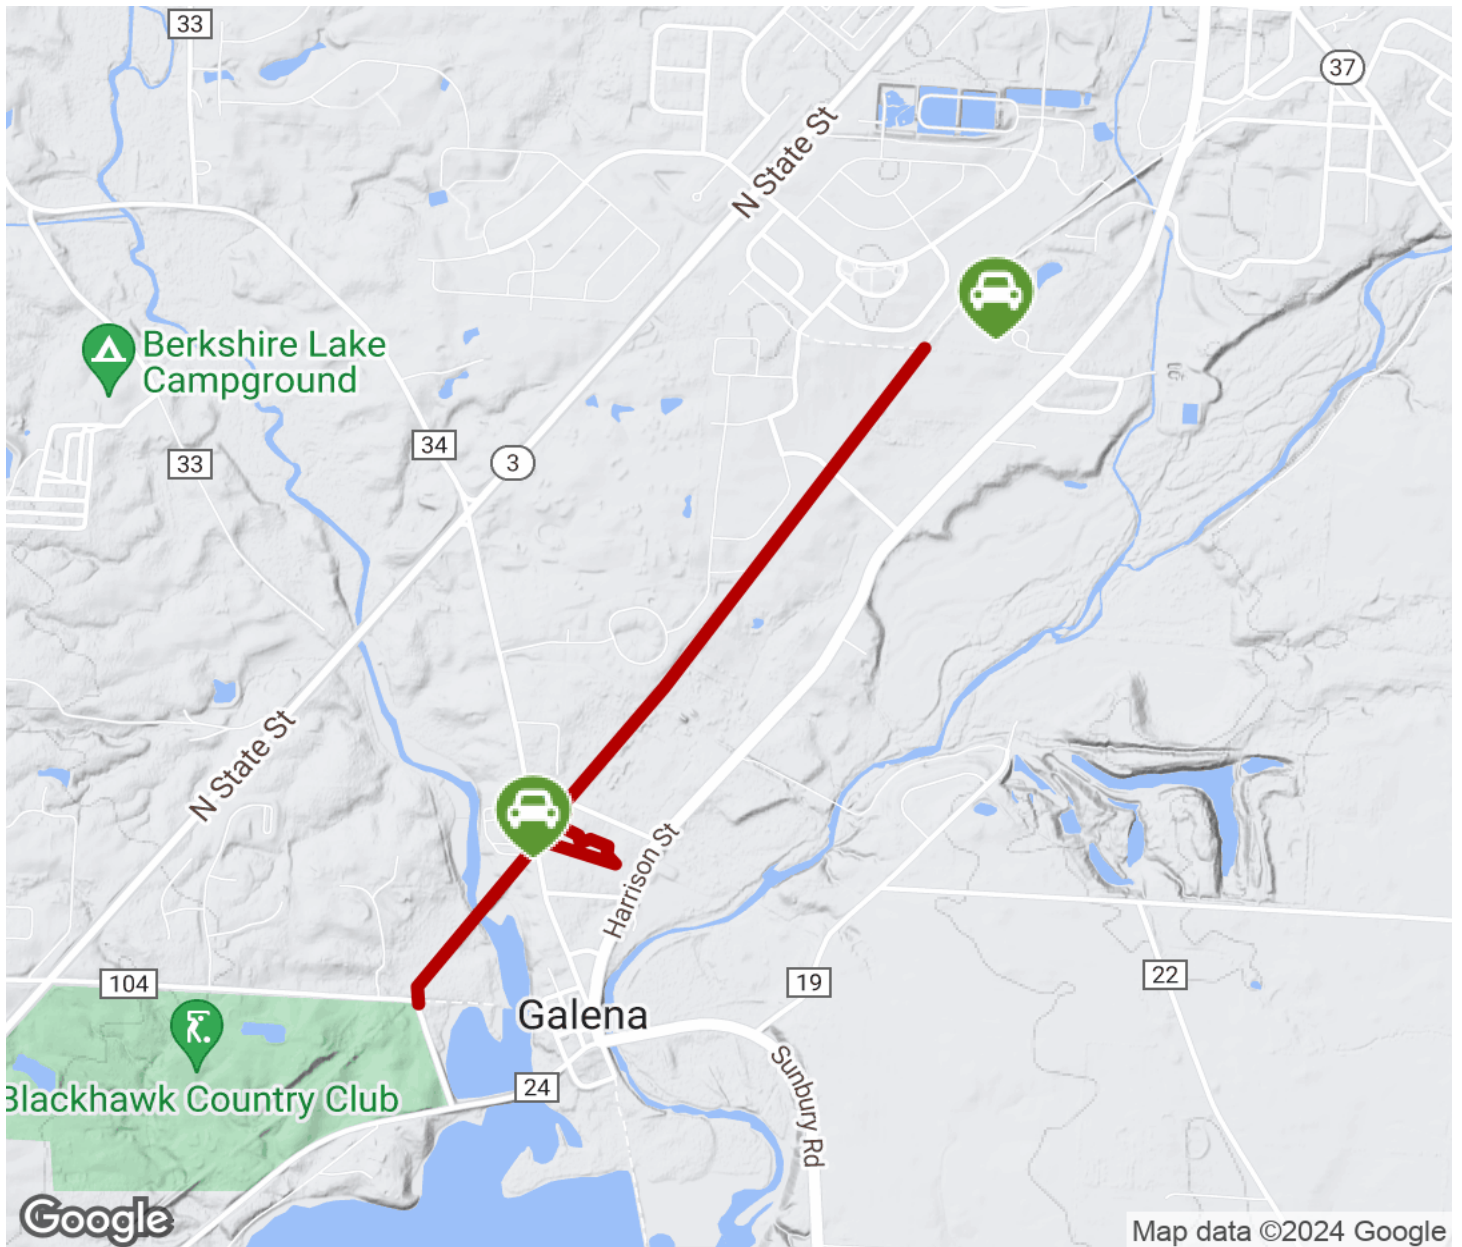 33
37
N State St
Berkshire Lake
Campground
34
3
33
N State St
Harrison St
104
19
22
Galena
24
Sunbury Rd
Blackhawk Country Club
Google
Map data ©2024 Google